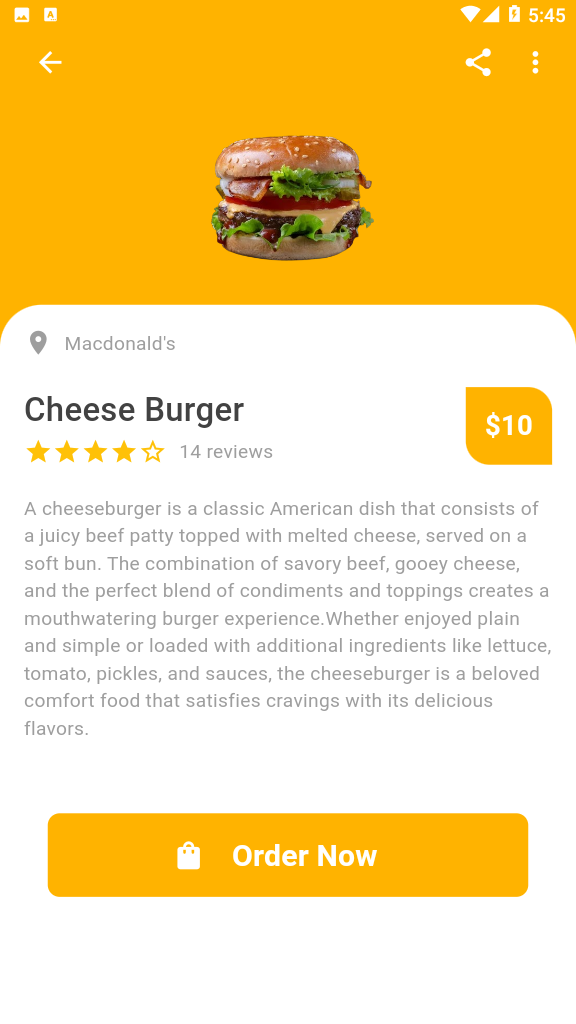 5:45
Macdonald's
Cheese Burger
$10
14 reviews
A cheeseburger is a classic American dish that consists of
a juicy beef patty topped with melted cheese, served on a
soft bun. The combination of savory beef, gooey cheese,
and the perfect blend of condiments and toppings creates a
mouthwatering burger experience.Whether enjoyed plain
and simple or loaded with additional ingredients like lettuce,
tomato, pickles, and sauces, the cheeseburger is a beloved
comfort food that satisfies cravings with its delicious
flavors.
Order Now